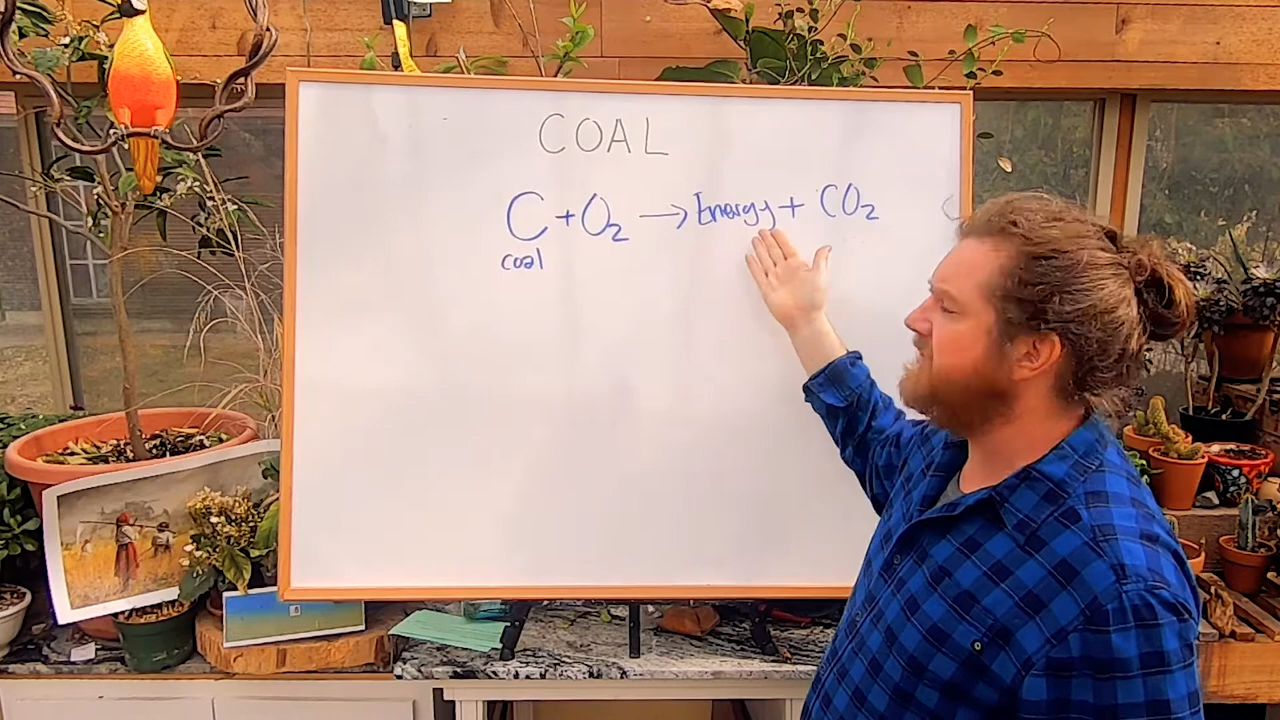 COAL
C + O₂ → Energy + CO₂
coal